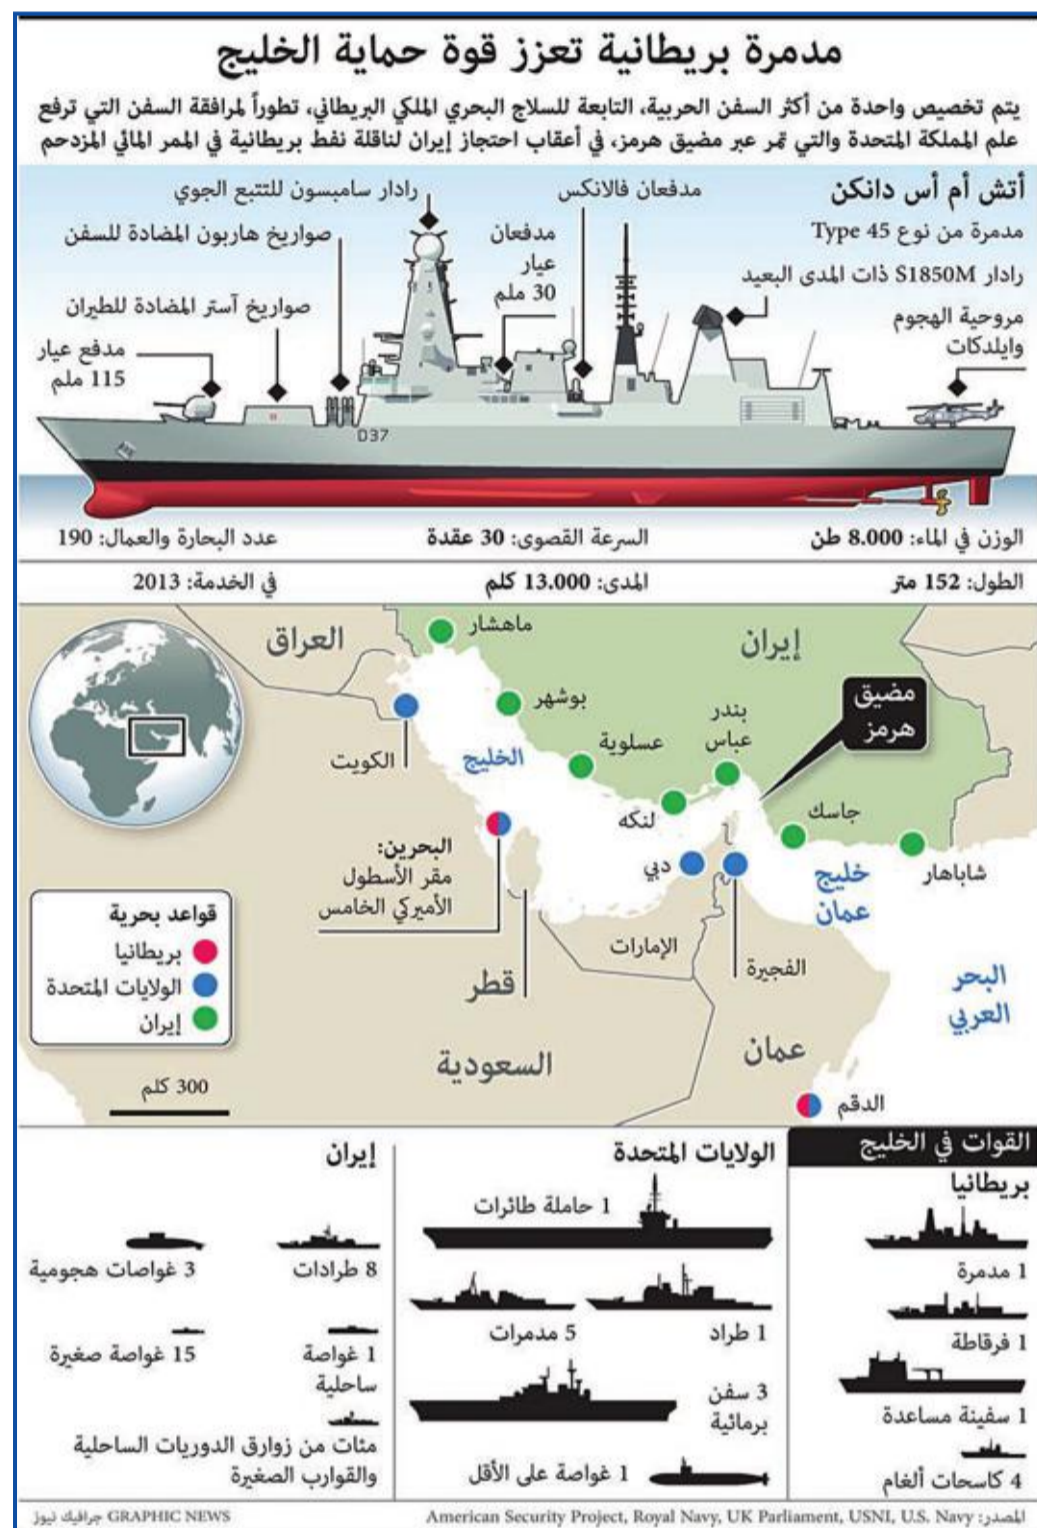 مدمرة بريطانية تعزز قوة حماية الخليج
يتم تخصيص واحدة من أكثر السفن الحربية، التابعة للسلاح البحري الملكي البريطاني، تطوراً لمرافقة السفن التي ترفع
علم المملكة المتحدة والتي تمر عبر مضيق هرمز، في أعقاب احتجاز إيران لناقلة نفط بريطانية في الممر المائي المزدحم
أتش أم أس دانكن
مدمرة من نوع Type 45
رادار S1850M ذات المدى البعيد
مروحية الهجوم
وايلدكات
مدفعان فالانكس
مدفعان
عيار
30 ملم
رادار سامبسون للتتبع الجوي
صواريخ هاربون المضادة للسفن
صواريخ آستر المضادة للطيران
مدفع عيار
115 ملم
D37
الوزن في الماء: 8.000 طن
السرعة القصوى: 30 عقدة
عدد البحارة والعمال: 190
الطول: 152 متر
المدى: 13.000 كلم
في الخدمة: 2013
إيران
العراق
ماهشار
بوشهر
عسلوية
بندر
عباس
مضيق
هرمز
الكويت
الخليج
لنكه
جاسك
شاباهار
البحرين:
مقر الأسطول
الأميركي الخامس
دبي
خليج
عمان
الإمارات
الفجيرة
قطر
البحر
العربي
السعودية
عمان
الدقم
قواعد بحرية
بريطانيا
الولايات المتحدة
إيران
300 كلم
القوات في الخليج
بريطانيا
1 مدمرة
1 فرقاطة
1 سفينة مساعدة
4 كاسحات ألغام
الولايات المتحدة
1 حاملة طائرات
1 طراد
5 مدمرات
3 سفن
برمائية
1 غواصة على الأقل
إيران
8 طرادات
3 غواصات هجومية
1 غواصة
ساحلية
15 غواصة صغيرة
مئات من زوارق الدوريات الساحلية
والقوارب الصغيرة
المصدر: American Security Project, Royal Navy, UK Parliament, USNI, U.S. Navy
GRAPHIC NEWS جرافيك نيوز